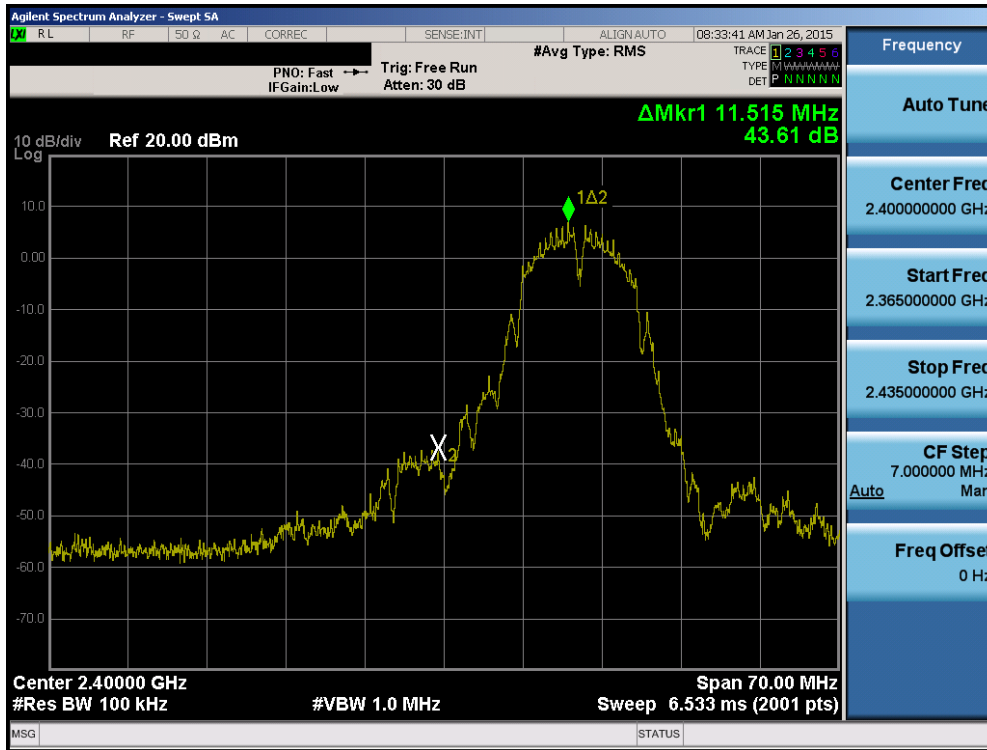 Agilent Spectrum Analyzer - Swept SA
LXI RL RF 50 Ω AC CORREC SENSE:INT ALIGNAUTO 08:33:41 AM Jan 26, 2015
#Avg Type: RMS TRACE 1 2 3 4 5 6
PNO: Fast Trig: Free Run TYPE M W W W W W
IFGain:Low Atten: 30 dB DET P N N N N N
ΔMkr1 11.515 MHz
43.61 dB
10 dB/div Ref 20.00 dBm
Log
1Δ2
10.0
0.00
-10.0
-20.0
-30.0
X2
-40.0
-50.0
-60.0
-70.0
Center 2.40000 GHz Span 70.00 MHz
#Res BW 100 kHz #VBW 1.0 MHz Sweep 6.533 ms (2001 pts)
MSG STATUS
Frequency
Auto Tune
Center Freq
2.400000000 GHz
Start Freq
2.365000000 GHz
Stop Freq
2.435000000 GHz
CF Step
7.000000 MHz
Auto Man
Freq Offset
0 Hz